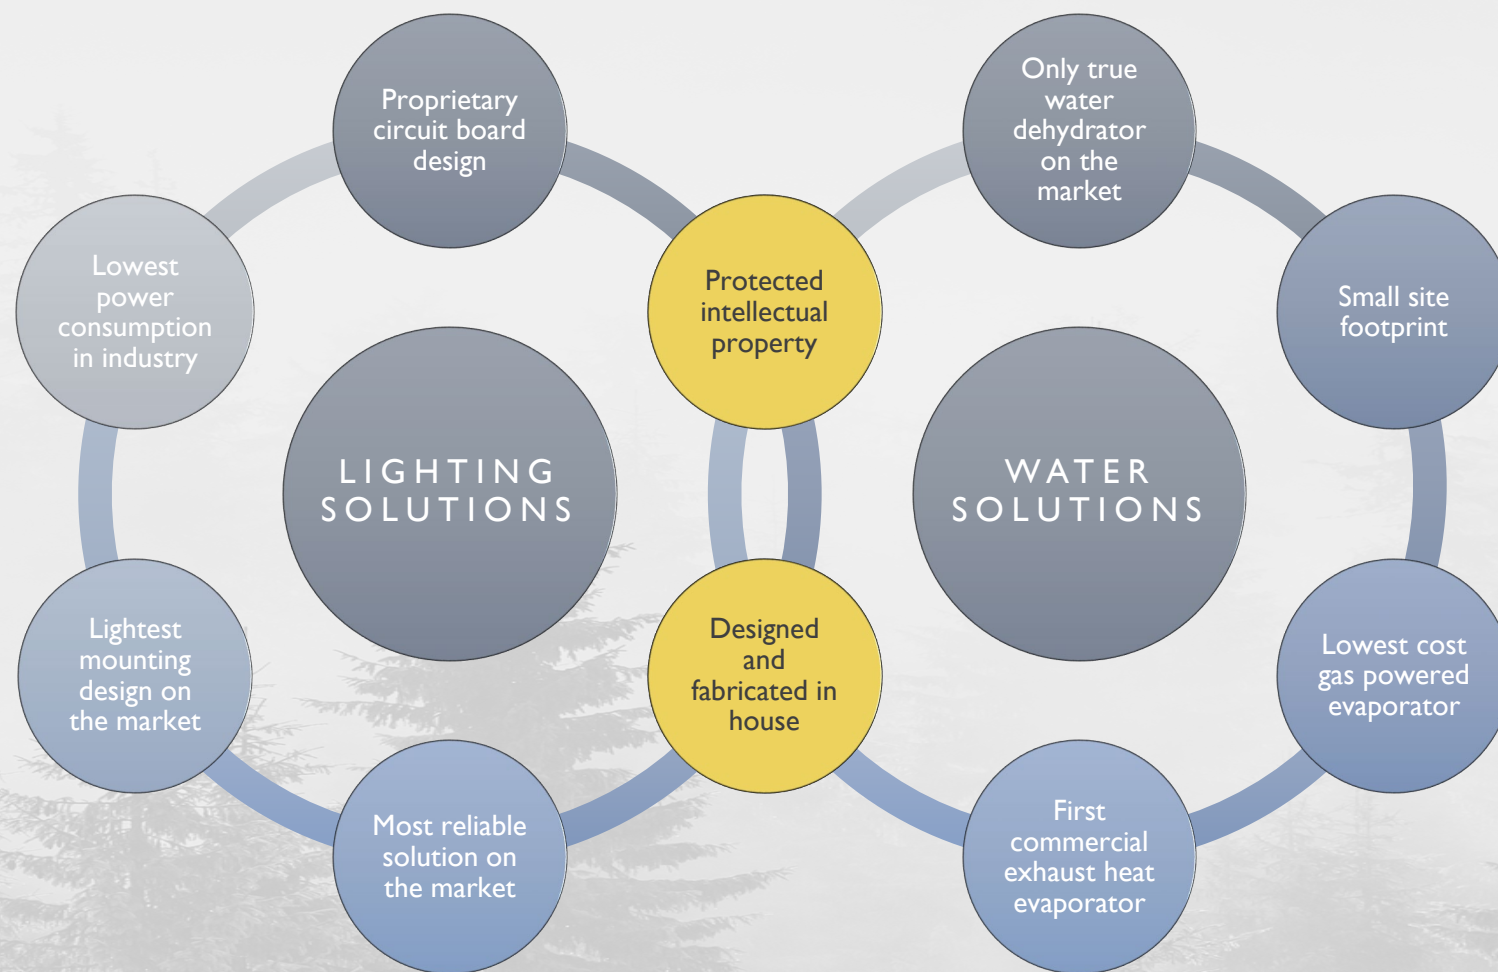 Proprietary
circuit board
design
Only true
water
dehydrator
on the
market
Lowest
power
consumption
in industry
Protected
intellectual
property
Small site
footprint
LIGHTING
SOLUTIONS
WATER
SOLUTIONS
Lightest
mounting
design on
the market
Designed
and
fabricated in
house
Lowest cost
gas powered
evaporator
Most reliable
solution on
the market
First
commercial
exhaust heat
evaporator